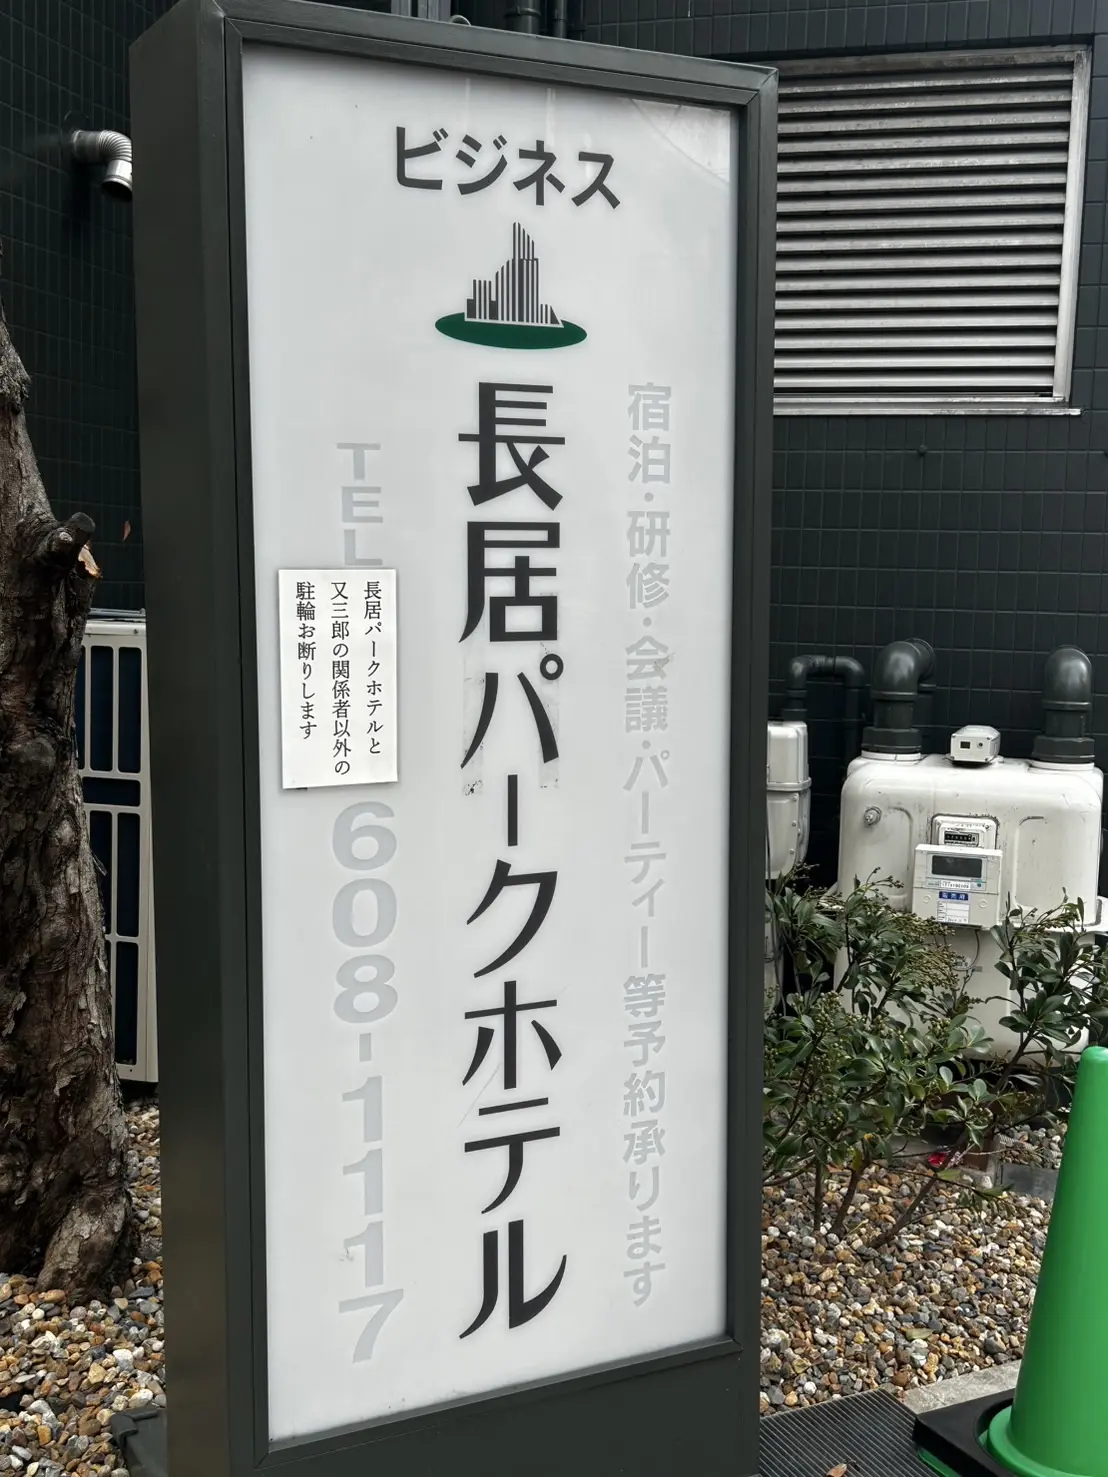 ビジネス
長居パークホテル
宿泊・研修・会議・パーティー等予約承ります
TEL
608-1117
長居パークホテルと
又三郎の関係者以外の
駐輪お断りします